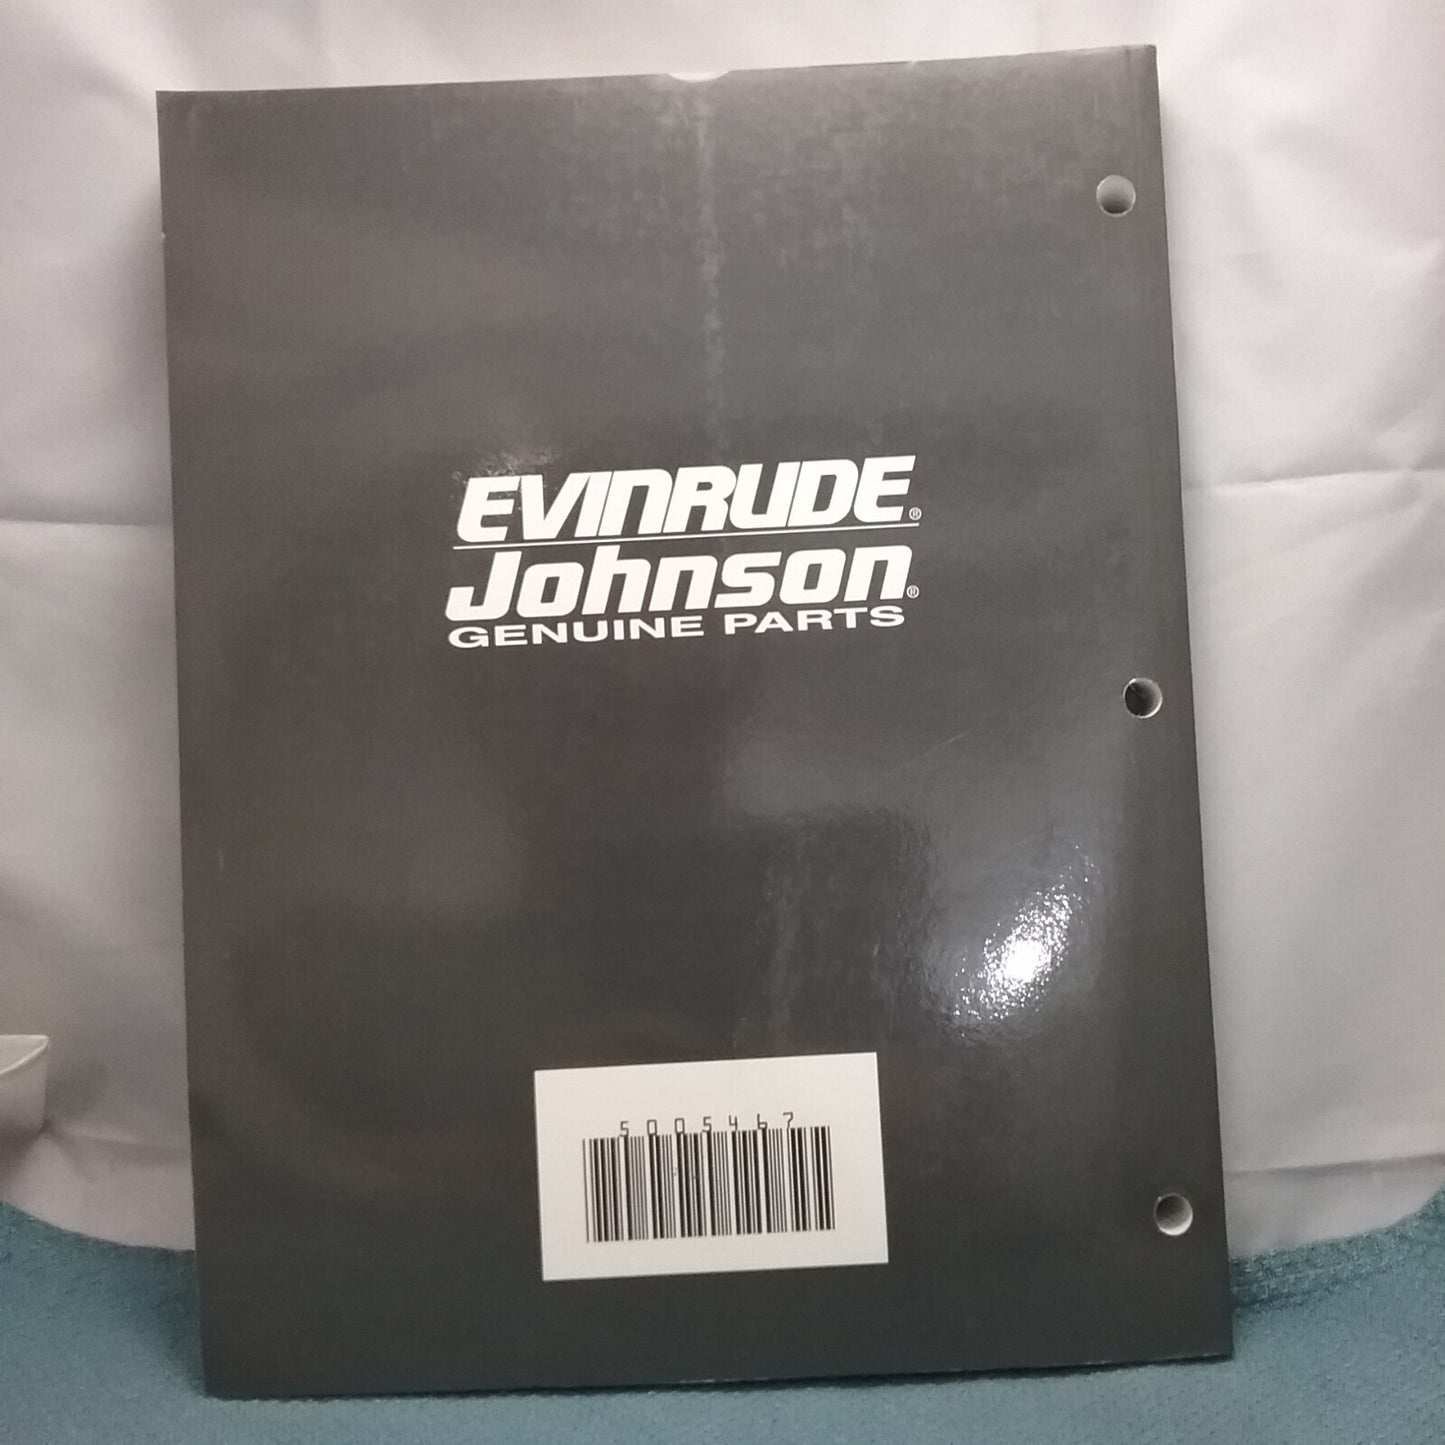 EVINRUDE®
Johnson®
GENUINE PARTS
5005467